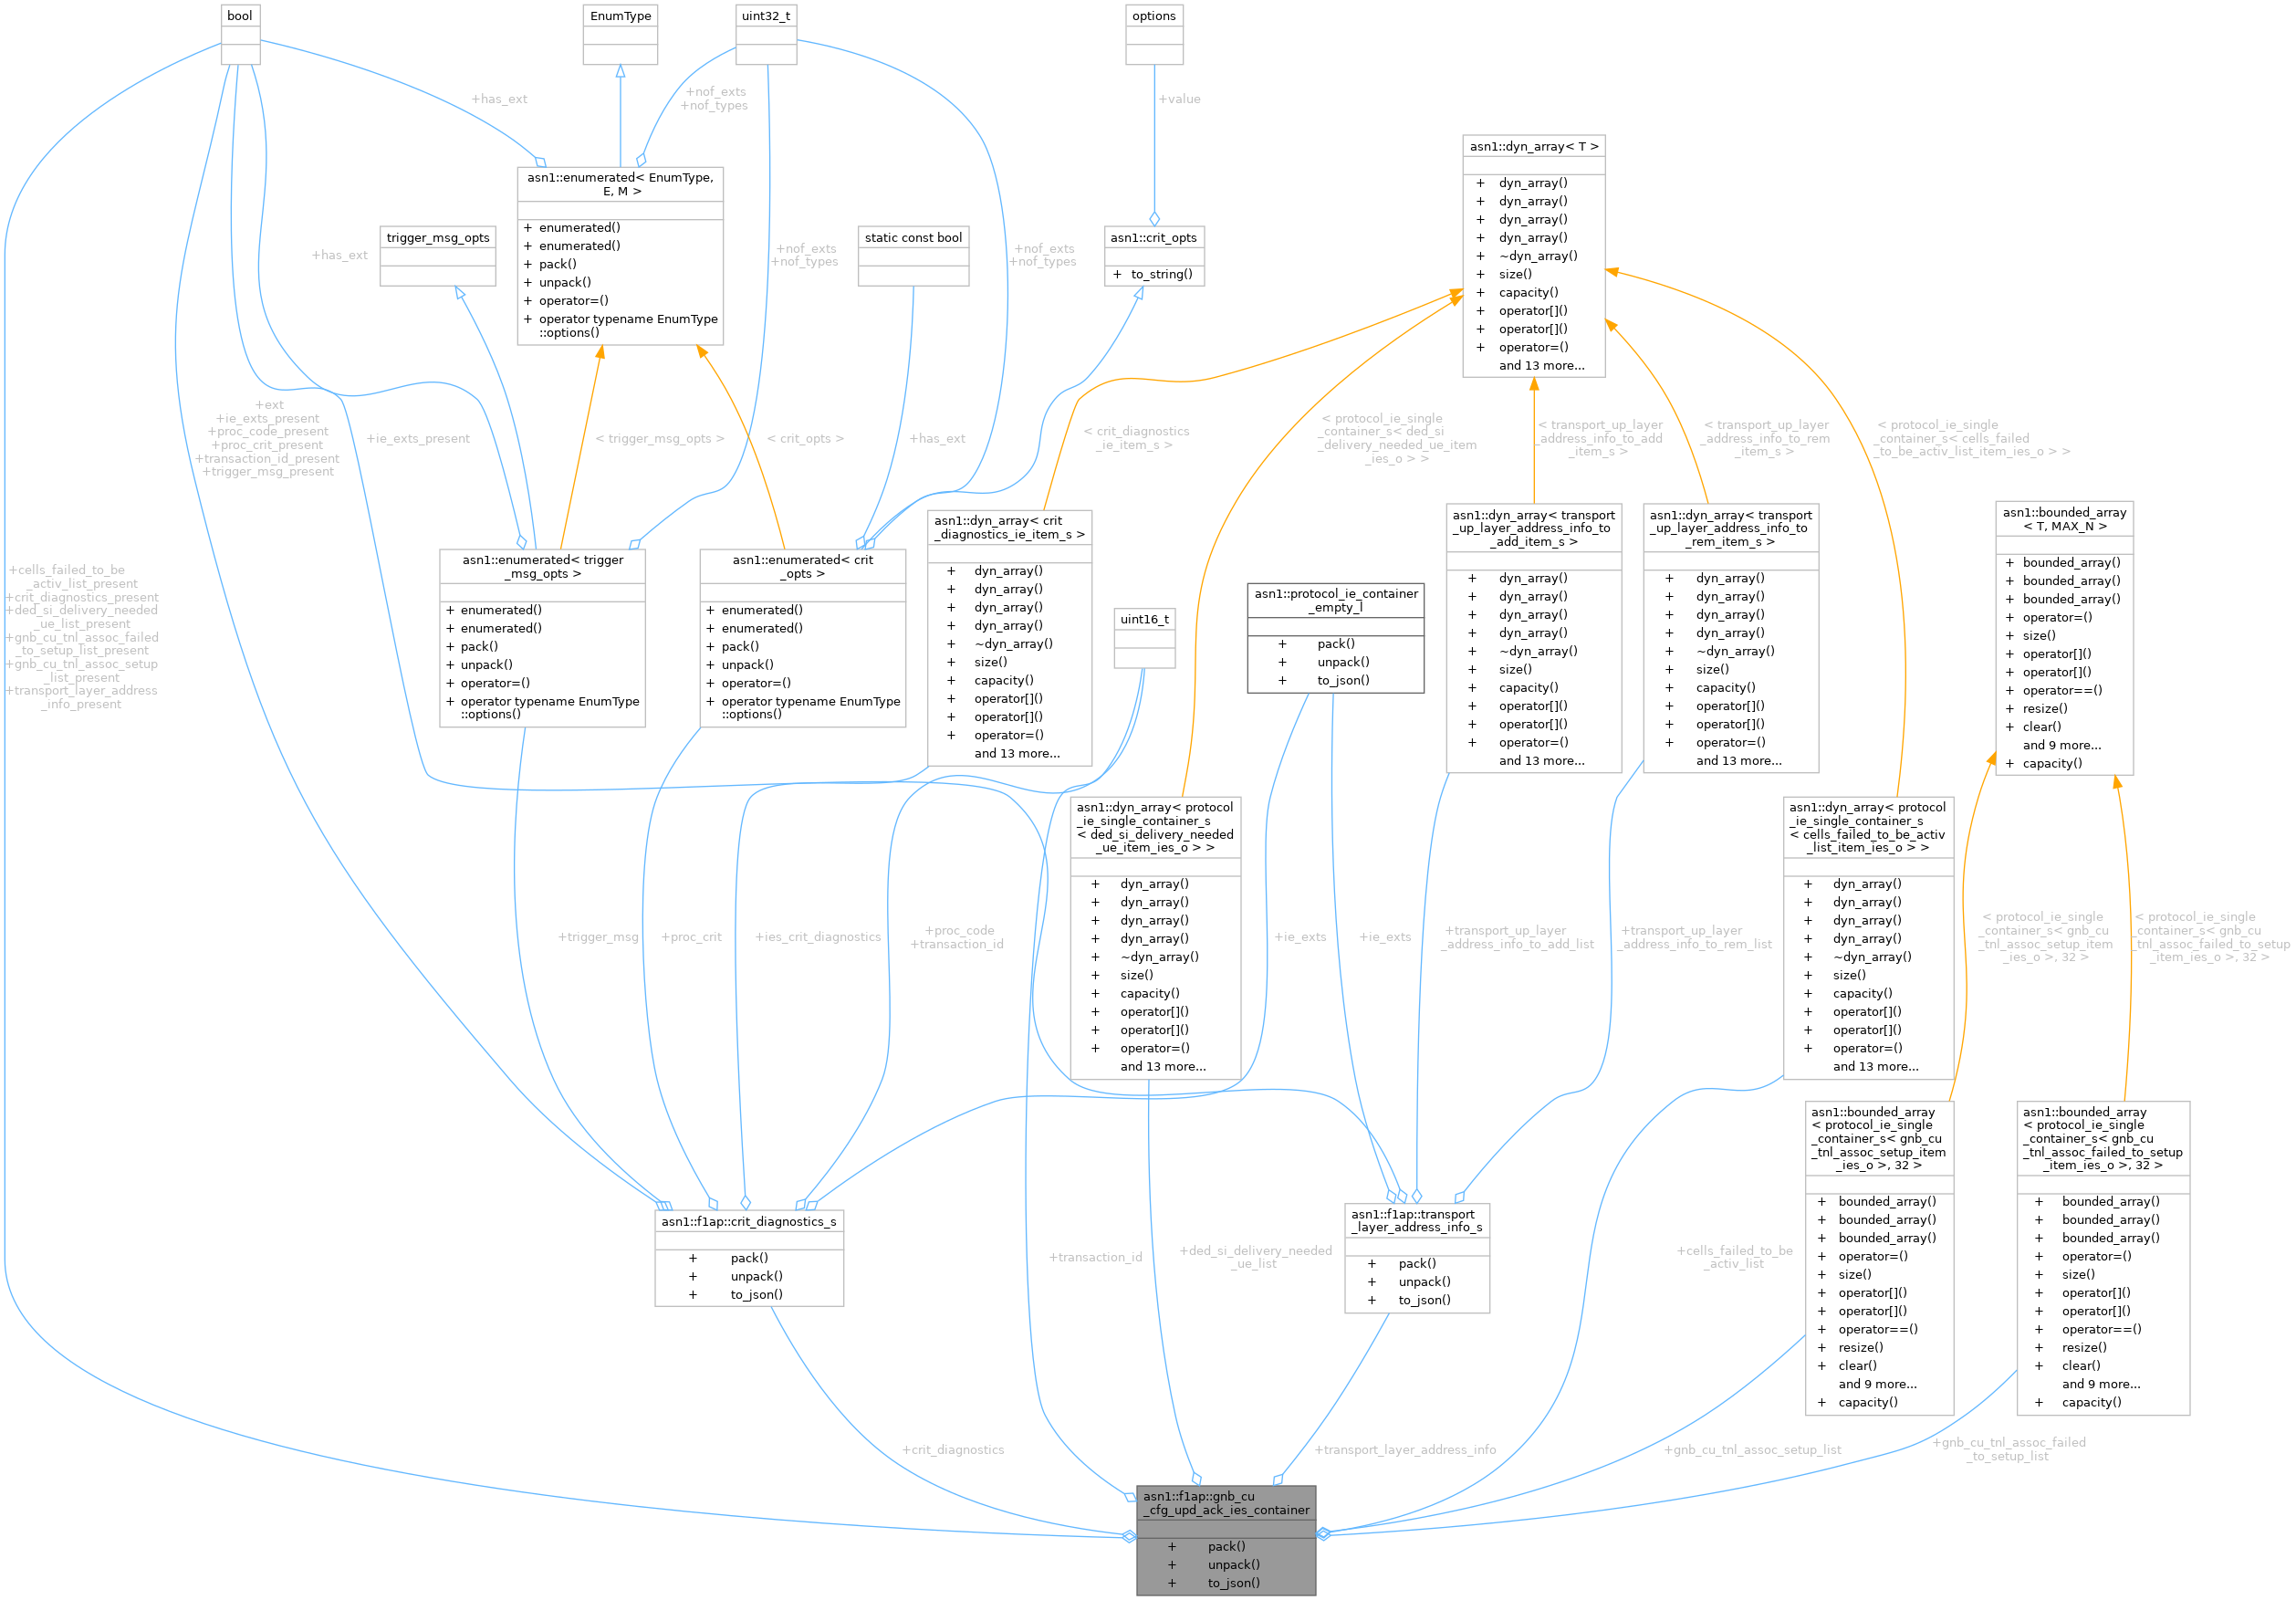 bool
EnumType
uint32_t
options
+has_ext
+nof_exts
+nof_types
+value
asn1::dyn_array< T >
+ dyn_array()
+ dyn_array()
+ dyn_array()
+ dyn_array()
+ ~dyn_array()
+ size()
+ capacity()
+ operator[]()
+ operator[]()
+ operator=()
and 13 more...
asn1::enumerated< EnumType,
E, M >
+ enumerated()
+ enumerated()
+ pack()
+ unpack()
+ operator=()
+ operator typename EnumType
::options()
trigger_msg_opts
static const bool
asn1::crit_opts
+ to_string()
+has_ext
+nof_exts
+nof_types
+nof_exts
+nof_types
+ext
+ie_exts_present
+proc_code_present
+proc_crit_present
+transaction_id_present
+trigger_msg_present
+ie_exts_present
< trigger_msg_opts >
< crit_opts >
+has_ext
< crit_diagnostics
_ie_item_s >
< protocol_ie_single
_container_s< ded_si
_delivery_needed_ue_item
_ies_o > >
< transport_up_layer
_address_info_to_add
_item_s >
< transport_up_layer
_address_info_to_rem
_item_s >
< protocol_ie_single
_container_s< cells_failed
_to_be_activ_list_item_ies_o > >
+cells_failed_to_be
_activ_list_present
+crit_diagnostics_present
+ded_si_delivery_needed
_ue_list_present
+gnb_cu_tnl_assoc_failed
_to_setup_list_present
+gnb_cu_tnl_assoc_setup
_list_present
+transport_layer_address
_info_present
asn1::enumerated< trigger
_msg_opts >
+ enumerated()
+ enumerated()
+ pack()
+ unpack()
+ operator=()
+ operator typename EnumType
::options()
asn1::enumerated< crit
_opts >
+ enumerated()
+ enumerated()
+ pack()
+ unpack()
+ operator=()
+ operator typename EnumType
::options()
asn1::dyn_array< crit
_diagnostics_ie_item_s >
+ dyn_array()
+ dyn_array()
+ dyn_array()
+ dyn_array()
+ ~dyn_array()
+ size()
+ capacity()
+ operator[]()
+ operator[]()
+ operator=()
and 13 more...
uint16_t
asn1::protocol_ie_container
_empty_l
+ pack()
+ unpack()
+ to_json()
asn1::dyn_array< transport
_up_layer_address_info_to
_add_item_s >
+ dyn_array()
+ dyn_array()
+ dyn_array()
+ dyn_array()
+ ~dyn_array()
+ size()
+ capacity()
+ operator[]()
+ operator[]()
+ operator=()
and 13 more...
asn1::dyn_array< transport
_up_layer_address_info_to
_rem_item_s >
+ dyn_array()
+ dyn_array()
+ dyn_array()
+ dyn_array()
+ ~dyn_array()
+ size()
+ capacity()
+ operator[]()
+ operator[]()
+ operator=()
and 13 more...
asn1::bounded_array
< T, MAX_N >
+ bounded_array()
+ bounded_array()
+ bounded_array()
+ operator=()
+ size()
+ operator[]()
+ operator[]()
+ operator==()
+ resize()
+ clear()
and 9 more...
+ capacity()
asn1::dyn_array< protocol
_ie_single_container_s
< ded_si_delivery_needed
_ue_item_ies_o > >
+ dyn_array()
+ dyn_array()
+ dyn_array()
+ dyn_array()
+ ~dyn_array()
+ size()
+ capacity()
+ operator[]()
+ operator[]()
+ operator=()
and 13 more...
asn1::dyn_array< protocol
_ie_single_container_s
< cells_failed_to_be_activ
_list_item_ies_o > >
+ dyn_array()
+ dyn_array()
+ dyn_array()
+ dyn_array()
+ ~dyn_array()
+ size()
+ capacity()
+ operator[]()
+ operator[]()
+ operator=()
and 13 more...
+trigger_msg
+proc_crit
+ies_crit_diagnostics
+proc_code
+transaction_id
+ie_exts
+ie_exts
+transport_up_layer
_address_info_to_add_list
+transport_up_layer
_address_info_to_rem_list
< protocol_ie_single
_container_s< gnb_cu
_tnl_assoc_setup_item
_ies_o >, 32 >
< protocol_ie_single
_container_s< gnb_cu
_tnl_assoc_failed_to_setup
_item_ies_o >, 32 >
asn1::f1ap::crit_diagnostics_s
+ pack()
+ unpack()
+ to_json()
+transaction_id
+ded_si_delivery_needed
_ue_list
asn1::f1ap::transport
_layer_address_info_s
+ pack()
+ unpack()
+ to_json()
+cells_failed_to_be
_activ_list
asn1::bounded_array
< protocol_ie_single
_container_s< gnb_cu
_tnl_assoc_setup_item
_ies_o >, 32 >
+ bounded_array()
+ bounded_array()
+ bounded_array()
+ operator=()
+ size()
+ operator[]()
+ operator[]()
+ operator==()
+ resize()
+ clear()
and 9 more...
+ capacity()
asn1::bounded_array
< protocol_ie_single
_container_s< gnb_cu
_tnl_assoc_failed_to_setup
_item_ies_o >, 32 >
+ bounded_array()
+ bounded_array()
+ bounded_array()
+ operator=()
+ size()
+ operator[]()
+ operator[]()
+ operator==()
+ resize()
+ clear()
and 9 more...
+ capacity()
+crit_diagnostics
+transport_layer_address_info
+gnb_cu_tnl_assoc_setup_list
+gnb_cu_tnl_assoc_failed
_to_setup_list
asn1::f1ap::gnb_cu
_cfg_upd_ack_ies_container
+ pack()
+ unpack()
+ to_json()